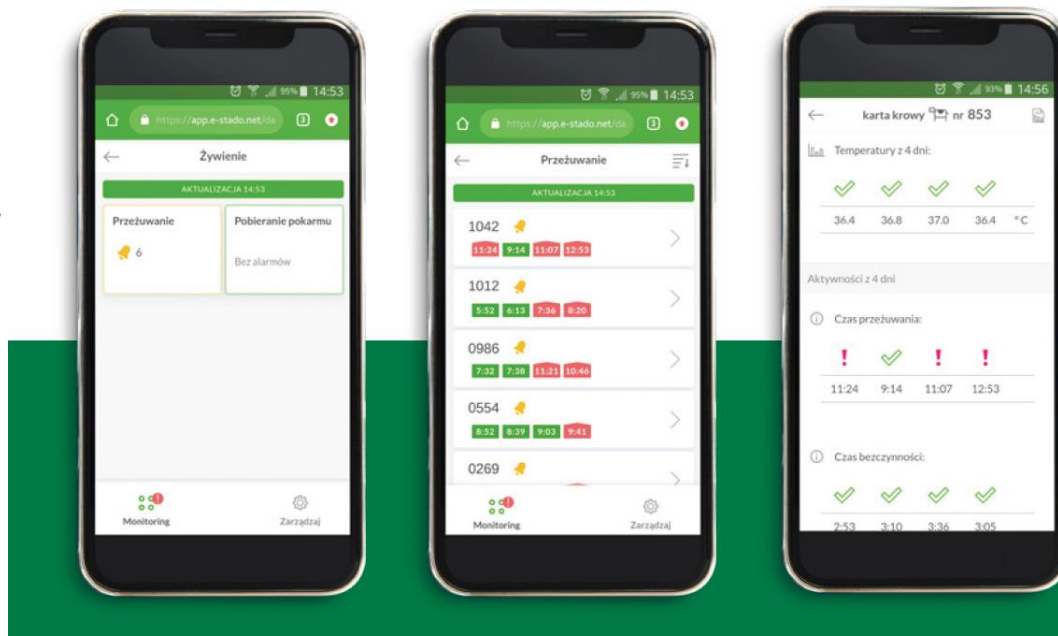 95% 14:53
https://app.e-stado.net/da 3
Żywienie
AKTUALIZACJA 14:53
Przeżuwanie
6
Pobieranie pokarmu
Bez alarmów
Monitoring
Zarządzaj
95% 14:53
https://app.e-stado.net/da 3
Przeżuwanie
AKTUALIZACJA 14:53
1042
11:24 9:14 11:07 12:53
1012
5:52 6:13 7:36 8:20
0986
7:32 7:38 11:21 10:46
0554
8:52 8:39 9:03 9:41
0269
Monitoring
Zarządzaj
93% 14:56
karta krowy nr 853
Temperatury z 4 dni:
36.4 36.8 37.0 36.4 °C
Aktywności z 4 dni
Czas przeżuwania:
! ! !
11:24 9:14 11:07 12:53
Czas bezczynności:
2:53 3:10 3:36 3:05